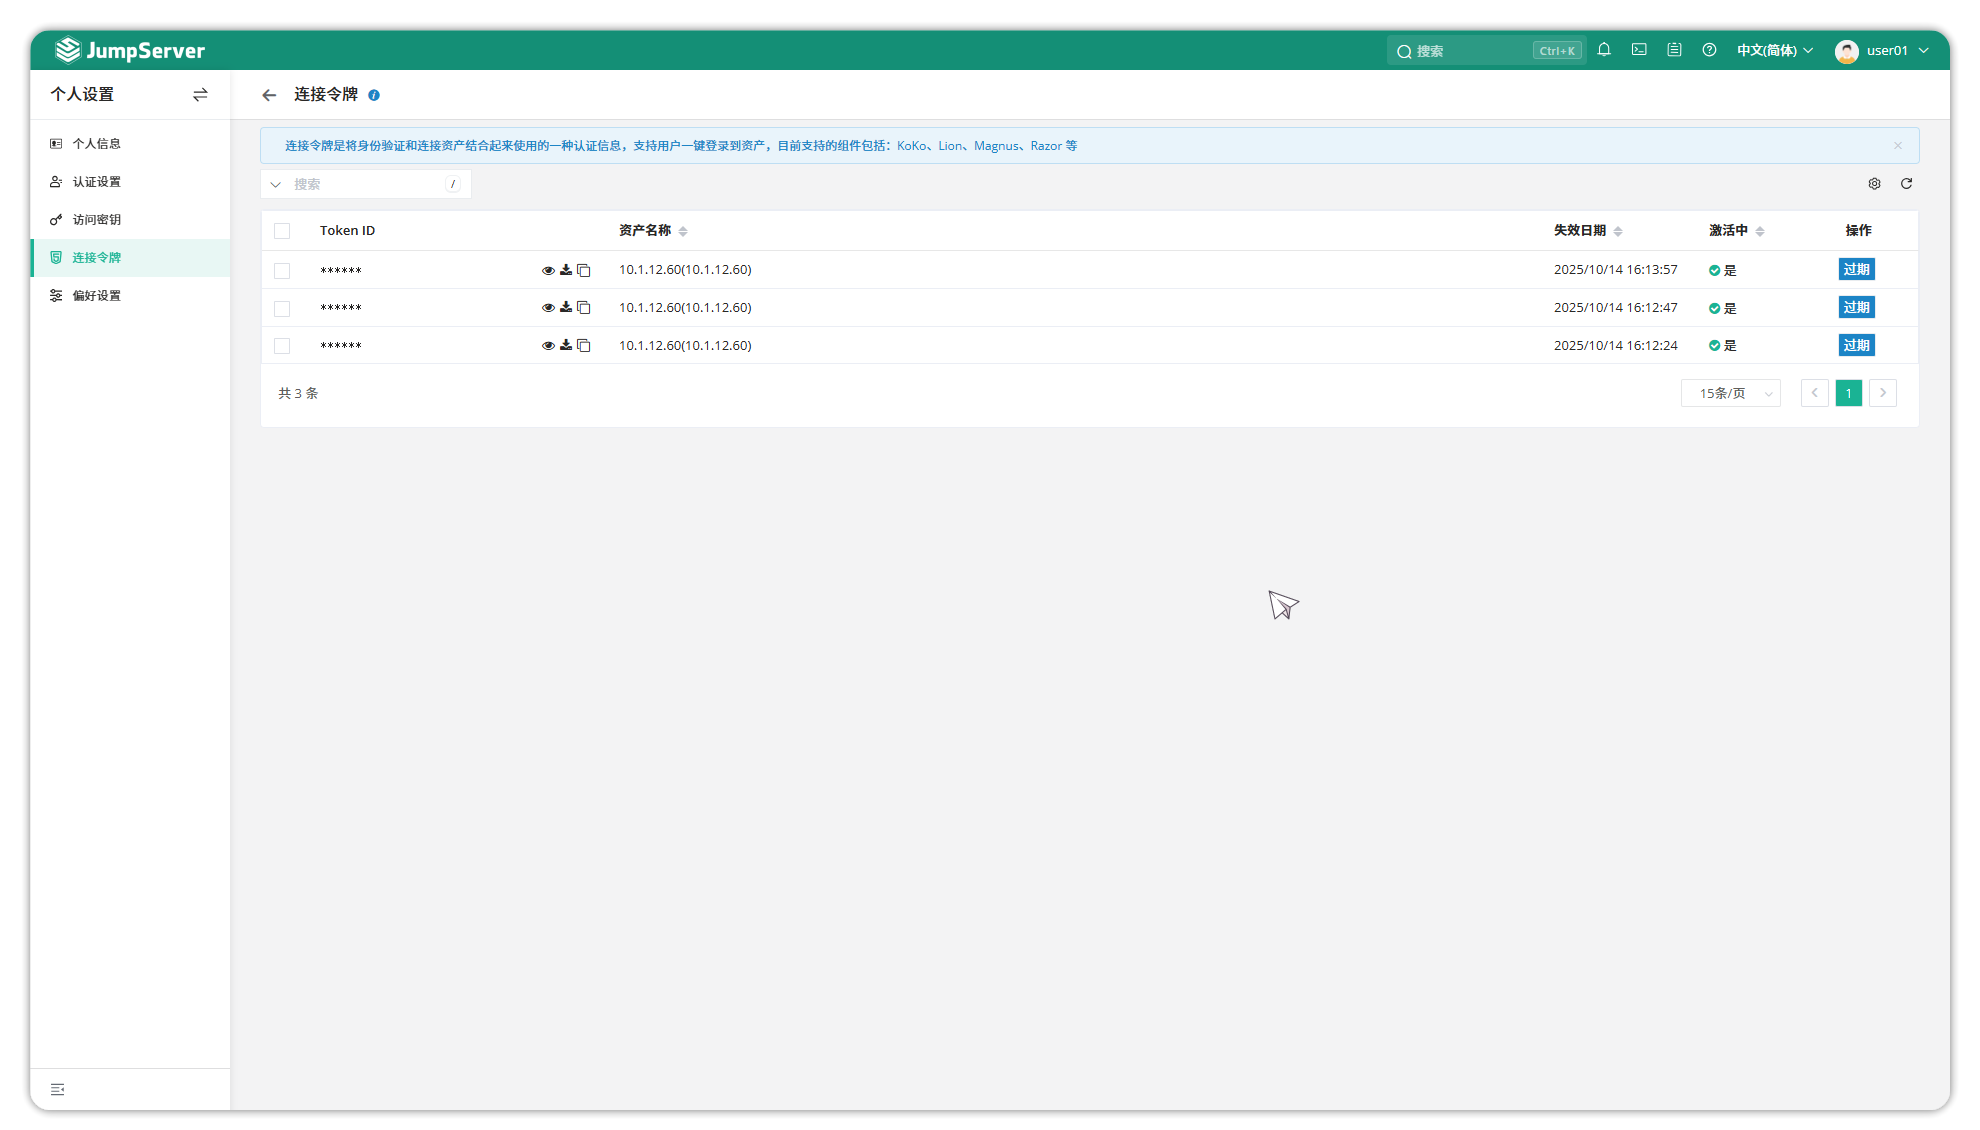 JumpServer
搜索 Ctrl+K 中文(简体) user01
个人设置
连接令牌
个人信息
认证设置
访问密钥
连接令牌
偏好设置
连接令牌是将身份验证和连接资产结合起来使用的一种认证信息，支持用户一键登录到资产，目前支持的组件包括：KoKo、Lion、Magnus、Razor 等
搜索 /
Token ID 资产名称 失效日期 激活中 操作
****** 10.1.12.60(10.1.12.60) 2025/10/14 16:13:57 是 过期
****** 10.1.12.60(10.1.12.60) 2025/10/14 16:12:47 是 过期
****** 10.1.12.60(10.1.12.60) 2025/10/14 16:12:24 是 过期
共 3 条 15条/页 1